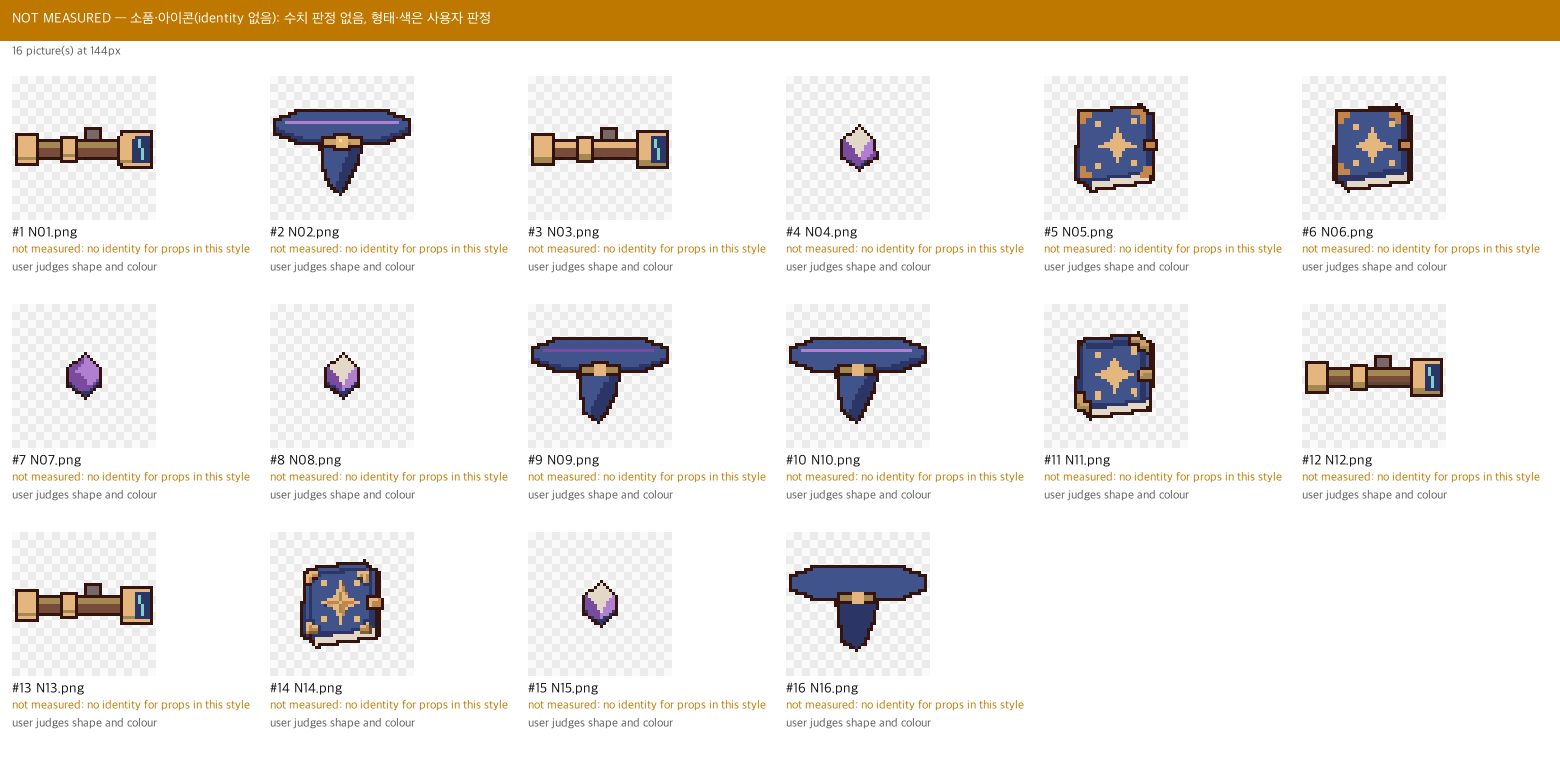 NOT MEASURED — 소품·아이콘(identity 없음): 수치 판정 없음, 형태·색은 사용자 판정
16 picture(s) at 144px
#1 N01.png
not measured: no identity for props in this style
user judges shape and colour
#2 N02.png
not measured: no identity for props in this style
user judges shape and colour
#3 N03.png
not measured: no identity for props in this style
user judges shape and colour
#4 N04.png
not measured: no identity for props in this style
user judges shape and colour
#5 N05.png
not measured: no identity for props in this style
user judges shape and colour
#6 N06.png
not measured: no identity for props in this style
user judges shape and colour
#7 N07.png
not measured: no identity for props in this style
user judges shape and colour
#8 N08.png
not measured: no identity for props in this style
user judges shape and colour
#9 N09.png
not measured: no identity for props in this style
user judges shape and colour
#10 N10.png
not measured: no identity for props in this style
user judges shape and colour
#11 N11.png
not measured: no identity for props in this style
user judges shape and colour
#12 N12.png
not measured: no identity for props in this style
user judges shape and colour
#13 N13.png
not measured: no identity for props in this style
user judges shape and colour
#14 N14.png
not measured: no identity for props in this style
user judges shape and colour
#15 N15.png
not measured: no identity for props in this style
user judges shape and colour
#16 N16.png
not measured: no identity for props in this style
user judges shape and colour